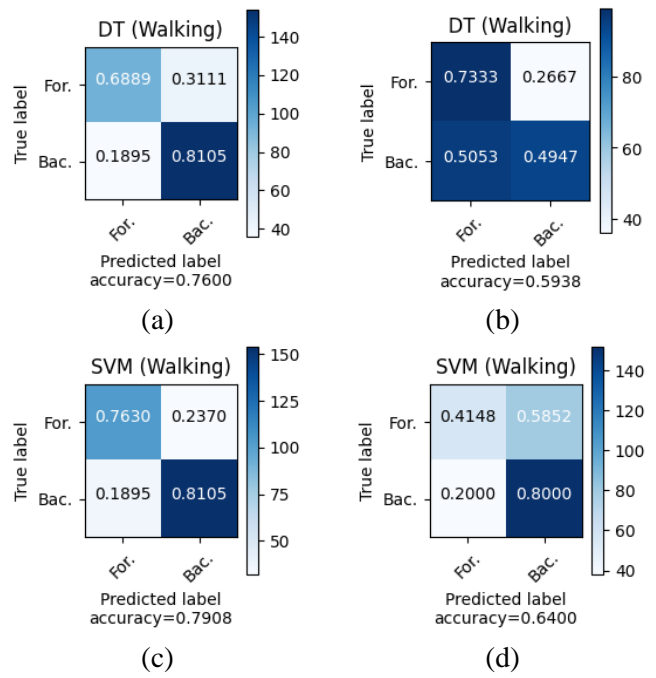 DT (Walking)
True label
For.
Bac.
0.6889 0.3111
0.1895 0.8105
140
120
100
80
60
40
For. Bac.
Predicted label
accuracy=0.7600
(a)
DT (Walking)
True label
For.
Bac.
0.7333 0.2667
0.5053 0.4947
80
60
40
For. Bac.
Predicted label
accuracy=0.5938
(b)
SVM (Walking)
True label
For.
Bac.
0.7630 0.2370
0.1895 0.8105
150
125
100
75
50
For. Bac.
Predicted label
accuracy=0.7908
(c)
SVM (Walking)
True label
For.
Bac.
0.4148 0.5852
0.2000 0.8000
140
120
100
80
60
40
For. Bac.
Predicted label
accuracy=0.6400
(d)